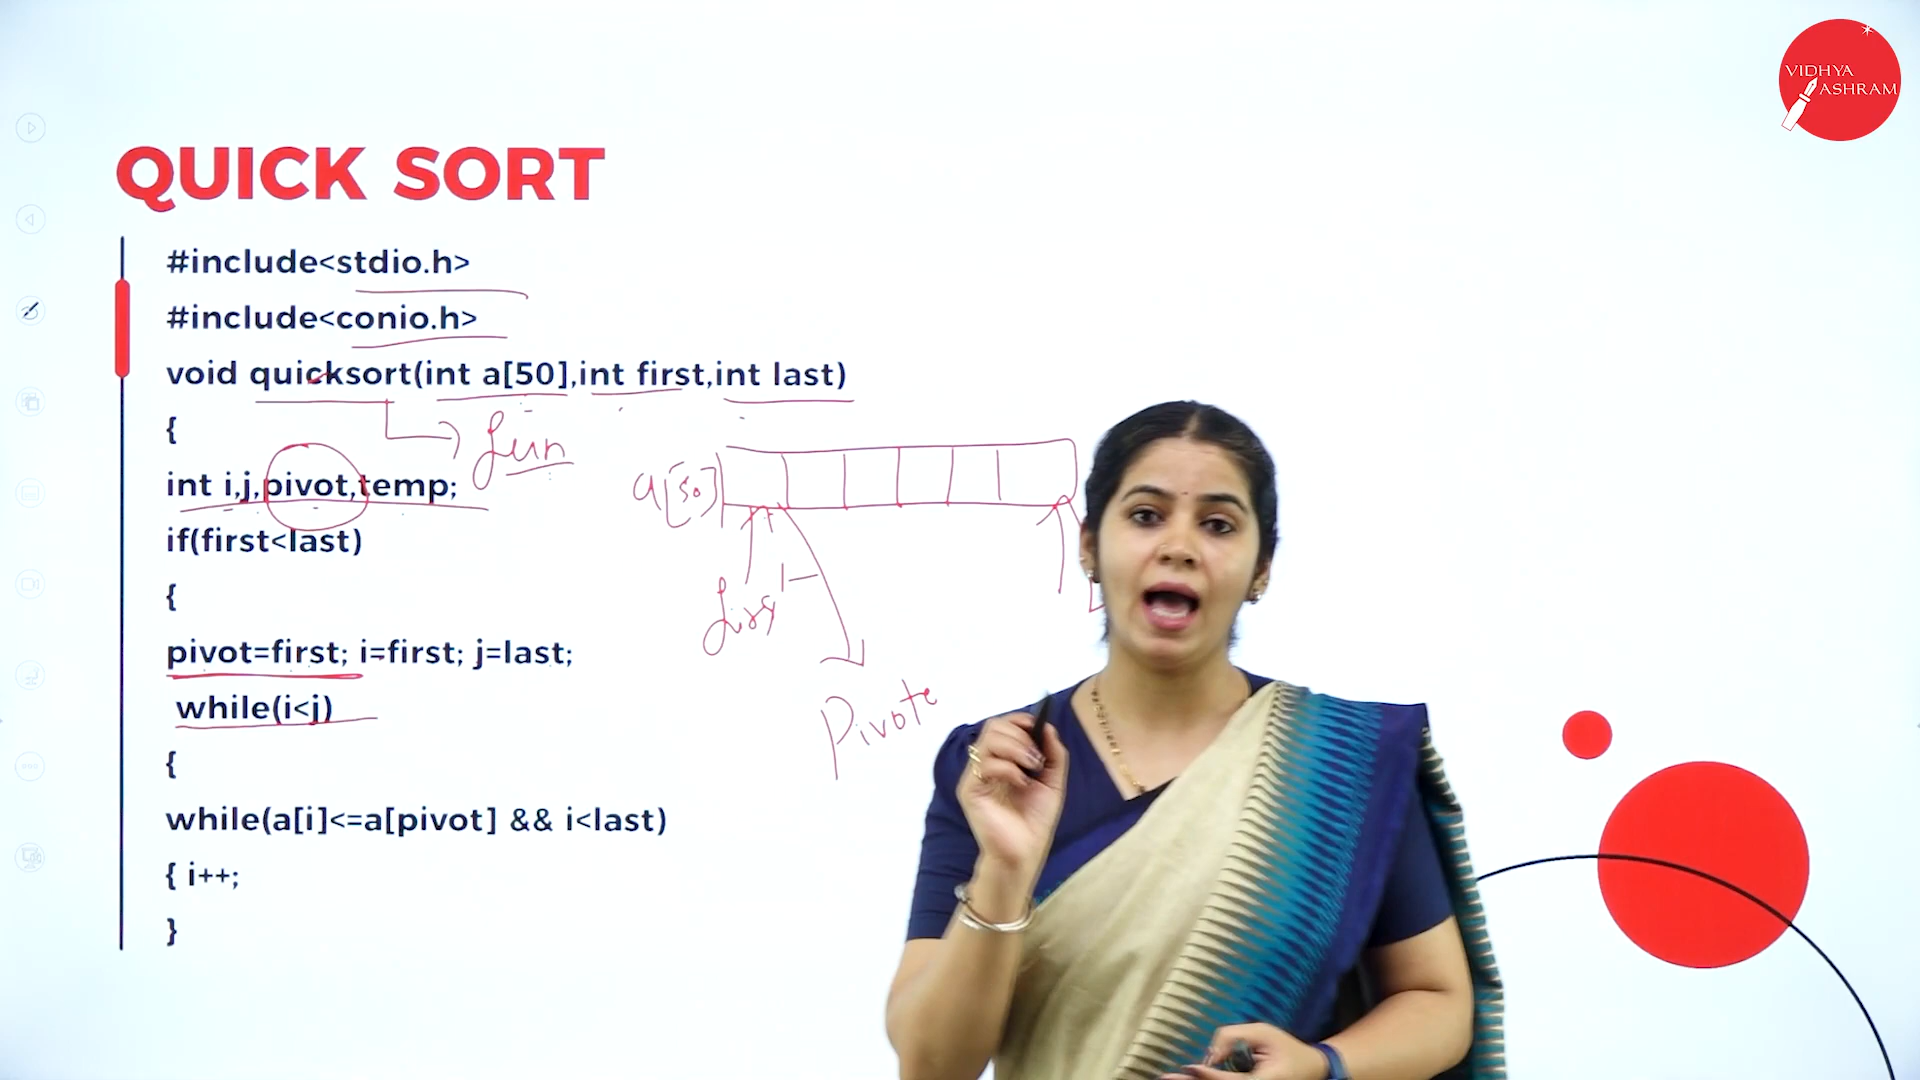 VIDHYA
ASHRAM
QUICK SORT
#include<stdio.h>
#include<conio.h>
void quicksort(int a[50],int first,int last)
{
fun
int i,j,pivot,temp;
a[50]
if(first<last)
{
first
pivot=first; i=first; j=last;
while(i<j)
Pivote
{
while(a[i]<=a[pivot] && i<last)
{ i++;
}